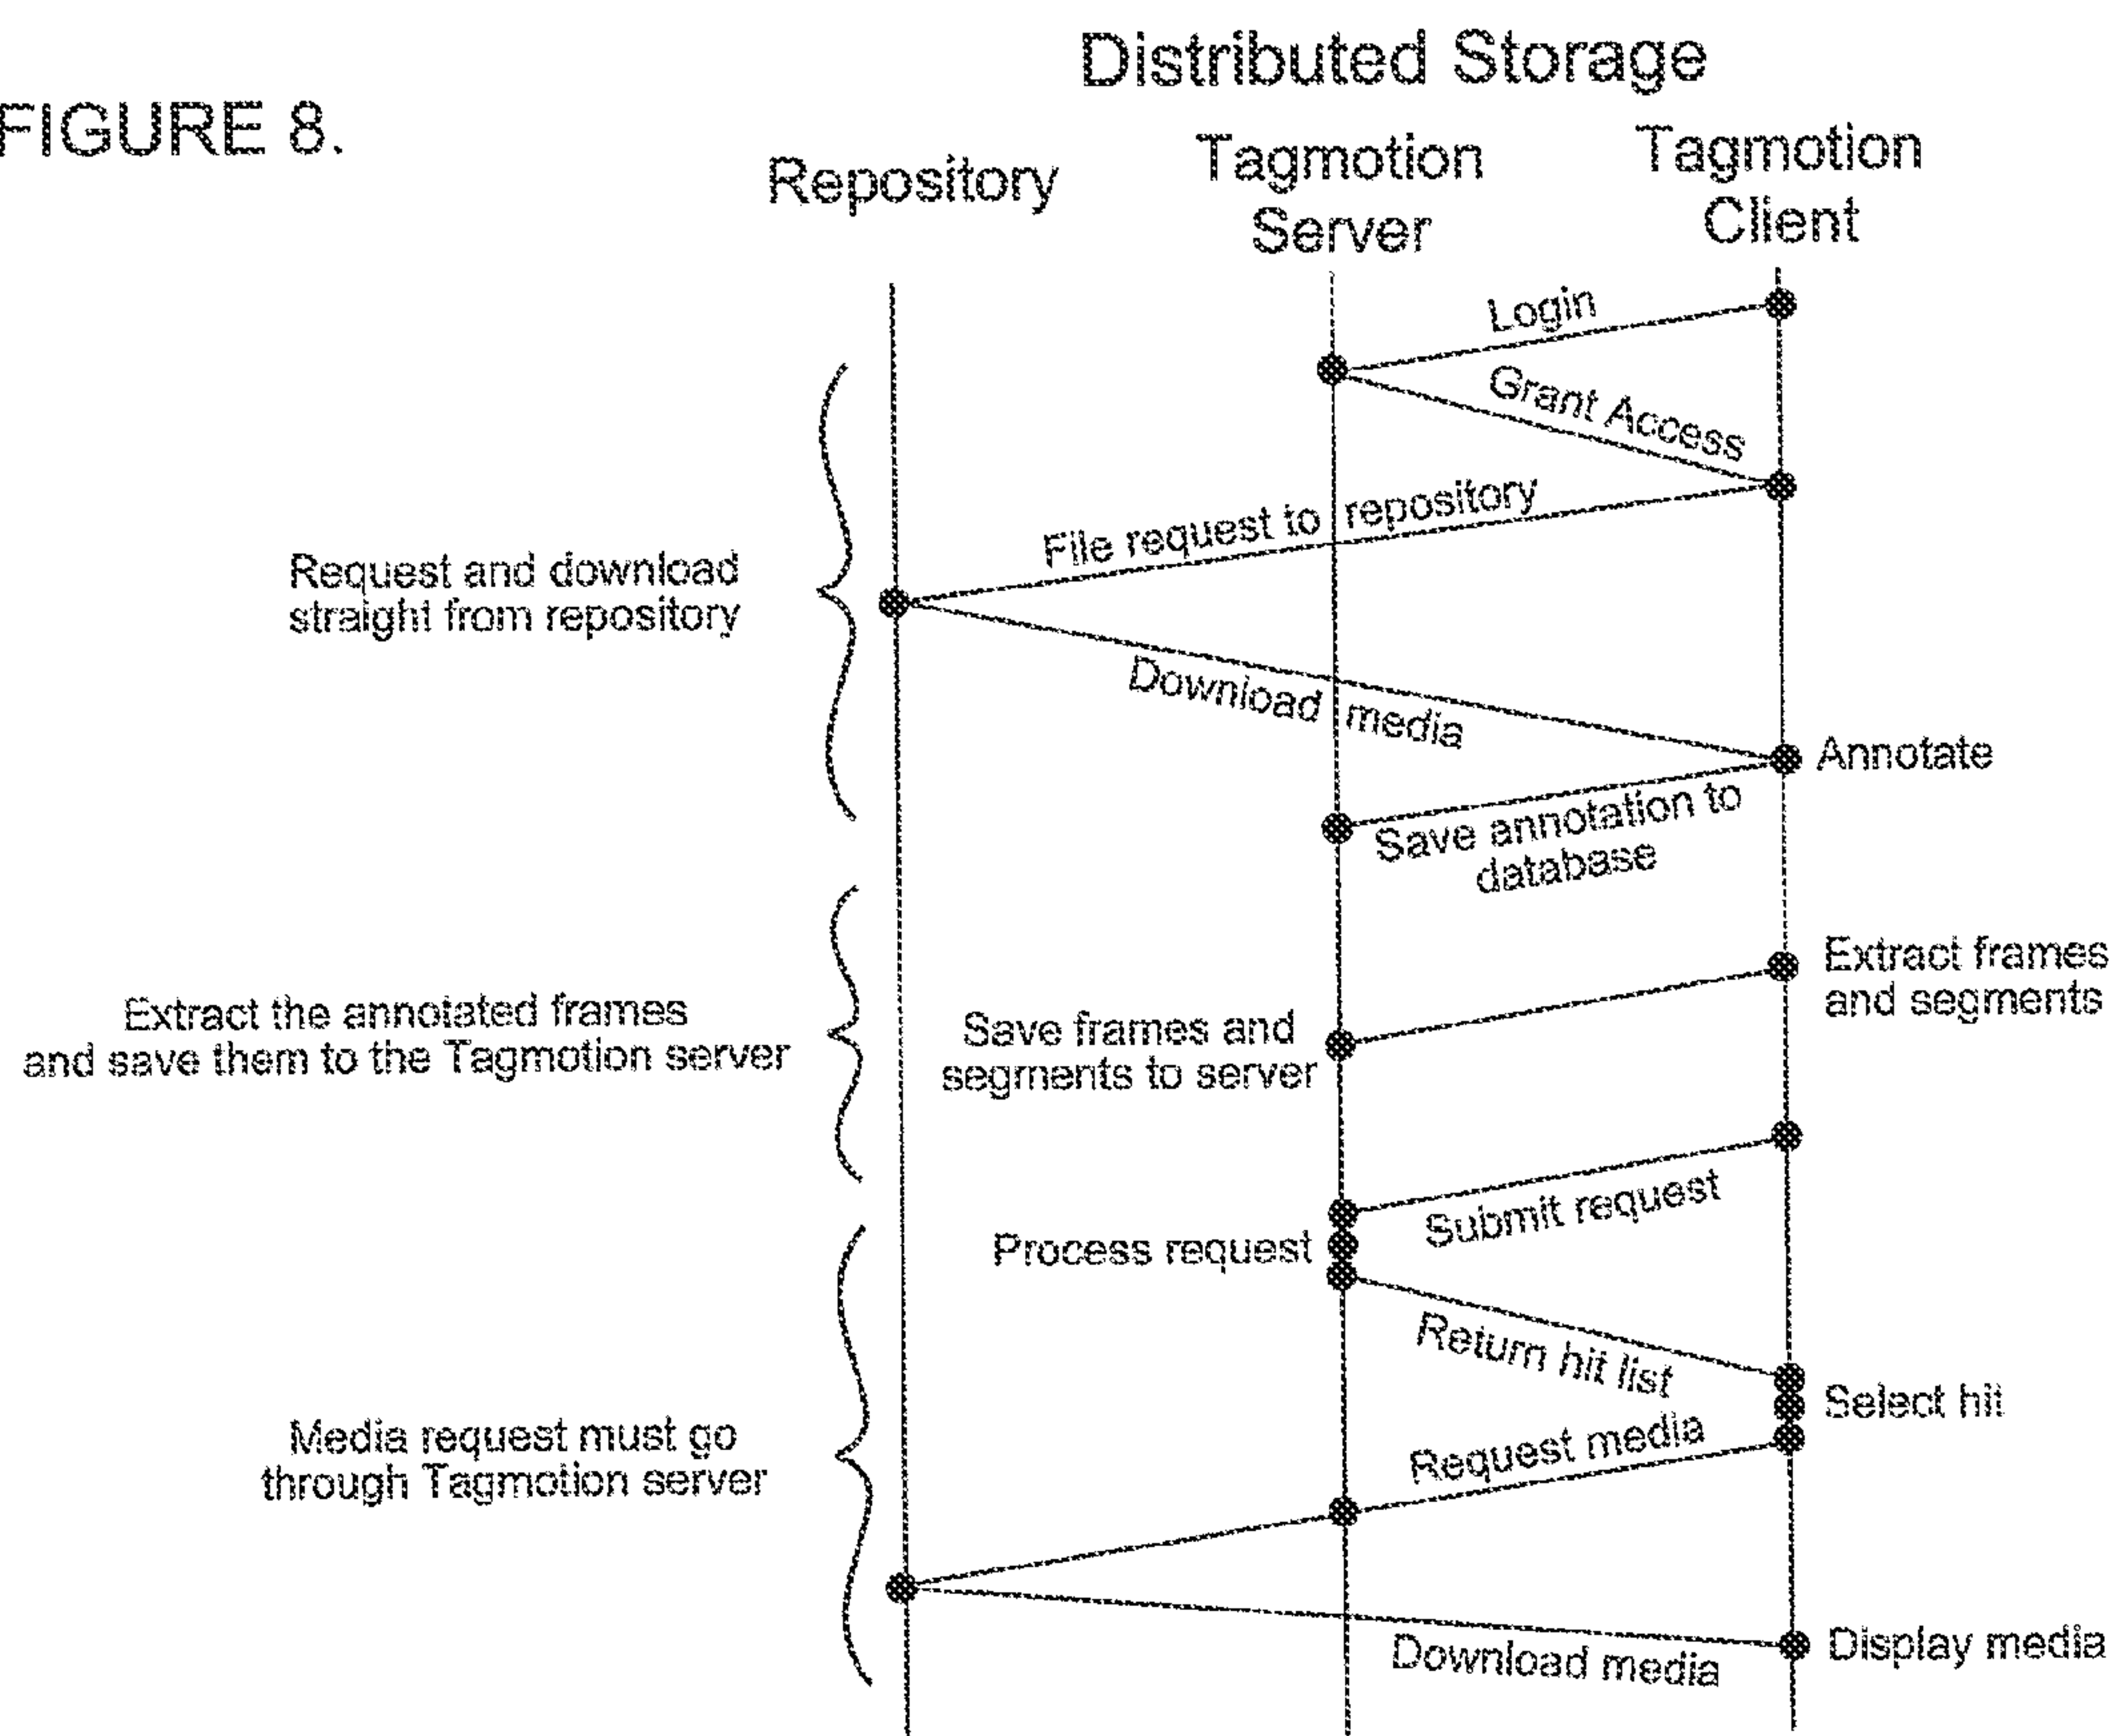 Distributed Storage
FIGURE 8.
Repository
Tagmotion
Server
Tagmotion
Client
Login
Grant Access
File request to repository
Request and download
straight from repository
Download media
Annotate
Save annotation to
database
Extract frames
and segments
Extract the annotated frames
and save them to the Tagmotion server
Save frames and
segments to server
Submit request
Process request
Return hit list
Select hit
Request media
Media request must go
through Tagmotion server
Download media
Display media